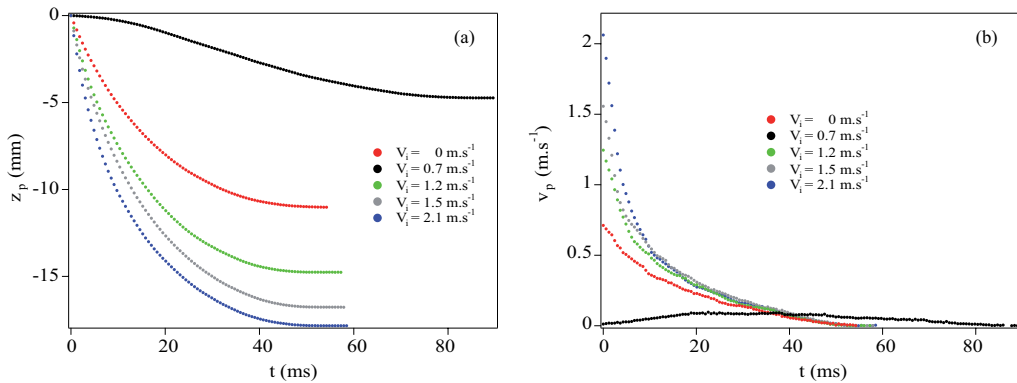 (a)
0
-5
-10
-15
z_p (mm)
V_i = 0 m.s^-1
V_i = 0.7 m.s^-1
V_i = 1.2 m.s^-1
V_i = 1.5 m.s^-1
V_i = 2.1 m.s^-1
0
20
40
60
80
t (ms)
(b)
2
1.5
1
0.5
0
v_p (m.s^-1)
V_i = 0 m.s^-1
V_i = 0.7 m.s^-1
V_i = 1.2 m.s^-1
V_i = 1.5 m.s^-1
V_i = 2.1 m.s^-1
0
20
40
60
80
t (ms)